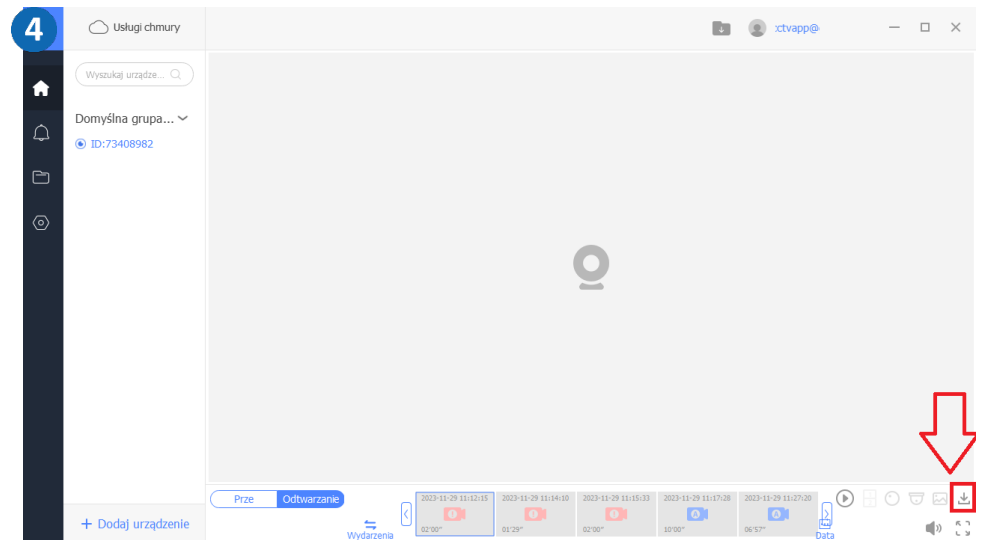 4
Usługi chmury
:ctvapp@
Wyszukaj urządze...
Domyślna grupa...
ID:73408982
Prze
Odtwarzanie
2023-11-29 11:12:15
2023-11-29 11:14:10
2023-11-29 11:15:33
2023-11-29 11:17:28
2023-11-29 11:27:20
02'00"
01'29"
02'00"
10'00"
06'57"
+ Dodaj urządzenie
Wydarzenia
Data